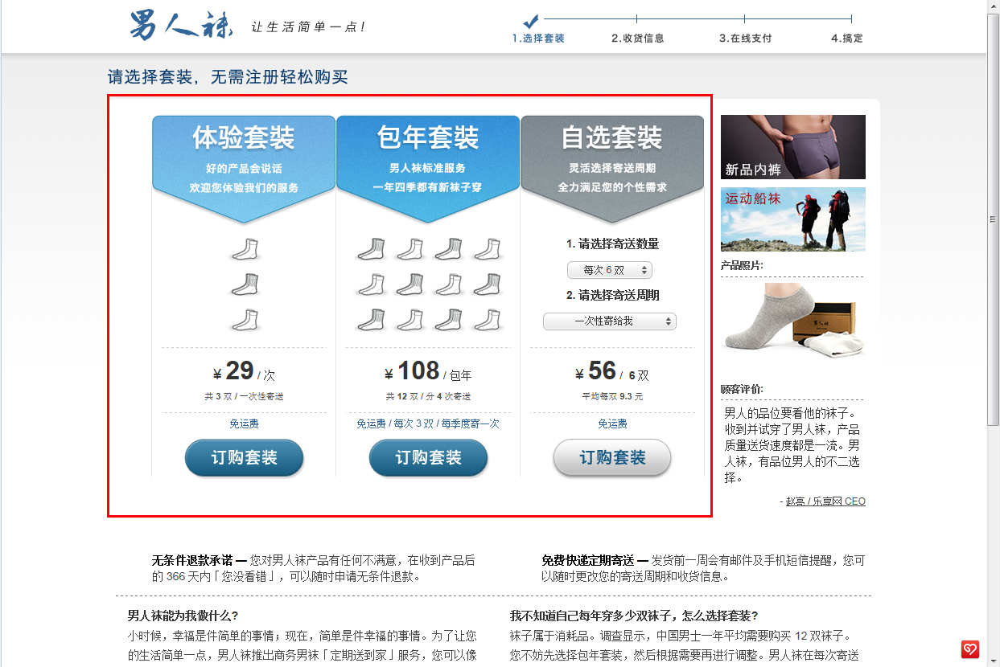 男人袜
让生活简单一点！
1.选择套装
2.收货信息
3.在线支付
4.搞定
请选择套装，无需注册轻松购买
体验套装
好的产品会说话
欢迎您体验我们的服务
¥ 29 / 次
共 3 双 / 一次性寄送
免运费
订购套装
包年套装
男人袜标准服务
一年四季都有新袜子穿
¥ 108 / 包年
共 12 双 / 分 4 次寄送
免运费 / 每次 3 双 / 每季度寄一次
订购套装
自选套装
灵活选择寄送周期
全力满足您的个性需求
1. 请选择寄送数量
每次 6 双
2. 请选择寄送周期
一次性寄给我
¥ 56 / 6 双
平均每双 9.3 元
免运费
订购套装
新品内裤
运动船袜
产品照片:
男人袜
顾客评价:
男人的品位要看他的袜子。
收到并试穿了男人袜，产品
质量送货速度都是一流。男
人袜，有品位男人的不二选
择。
- 赵亮 / 乐享网 CEO
无条件退款承诺 — 您对男人袜产品有任何不满意，在收到产品后
的 366 天内「您没看错」，可以随时申请无条件退款。
免费快递定期寄送 — 发货前一周会有邮件及手机短信提醒，您可
以随时更改您的寄送周期和收货信息。
男人袜能为我做什么?
小时候，幸福是件简单的事情；现在，简单是件幸福的事情。为了让您
的生活简单一点，男人袜推出商务男袜「定期送到家」服务，您可以像
我不知道自己每年穿多少双袜子，怎么选择套装?
袜子属于消耗品。调查显示，中国男士一年平均需要购买 12 双袜子。
您不妨先选择包年套装，然后根据需要再进行调整。男人袜在每次寄送